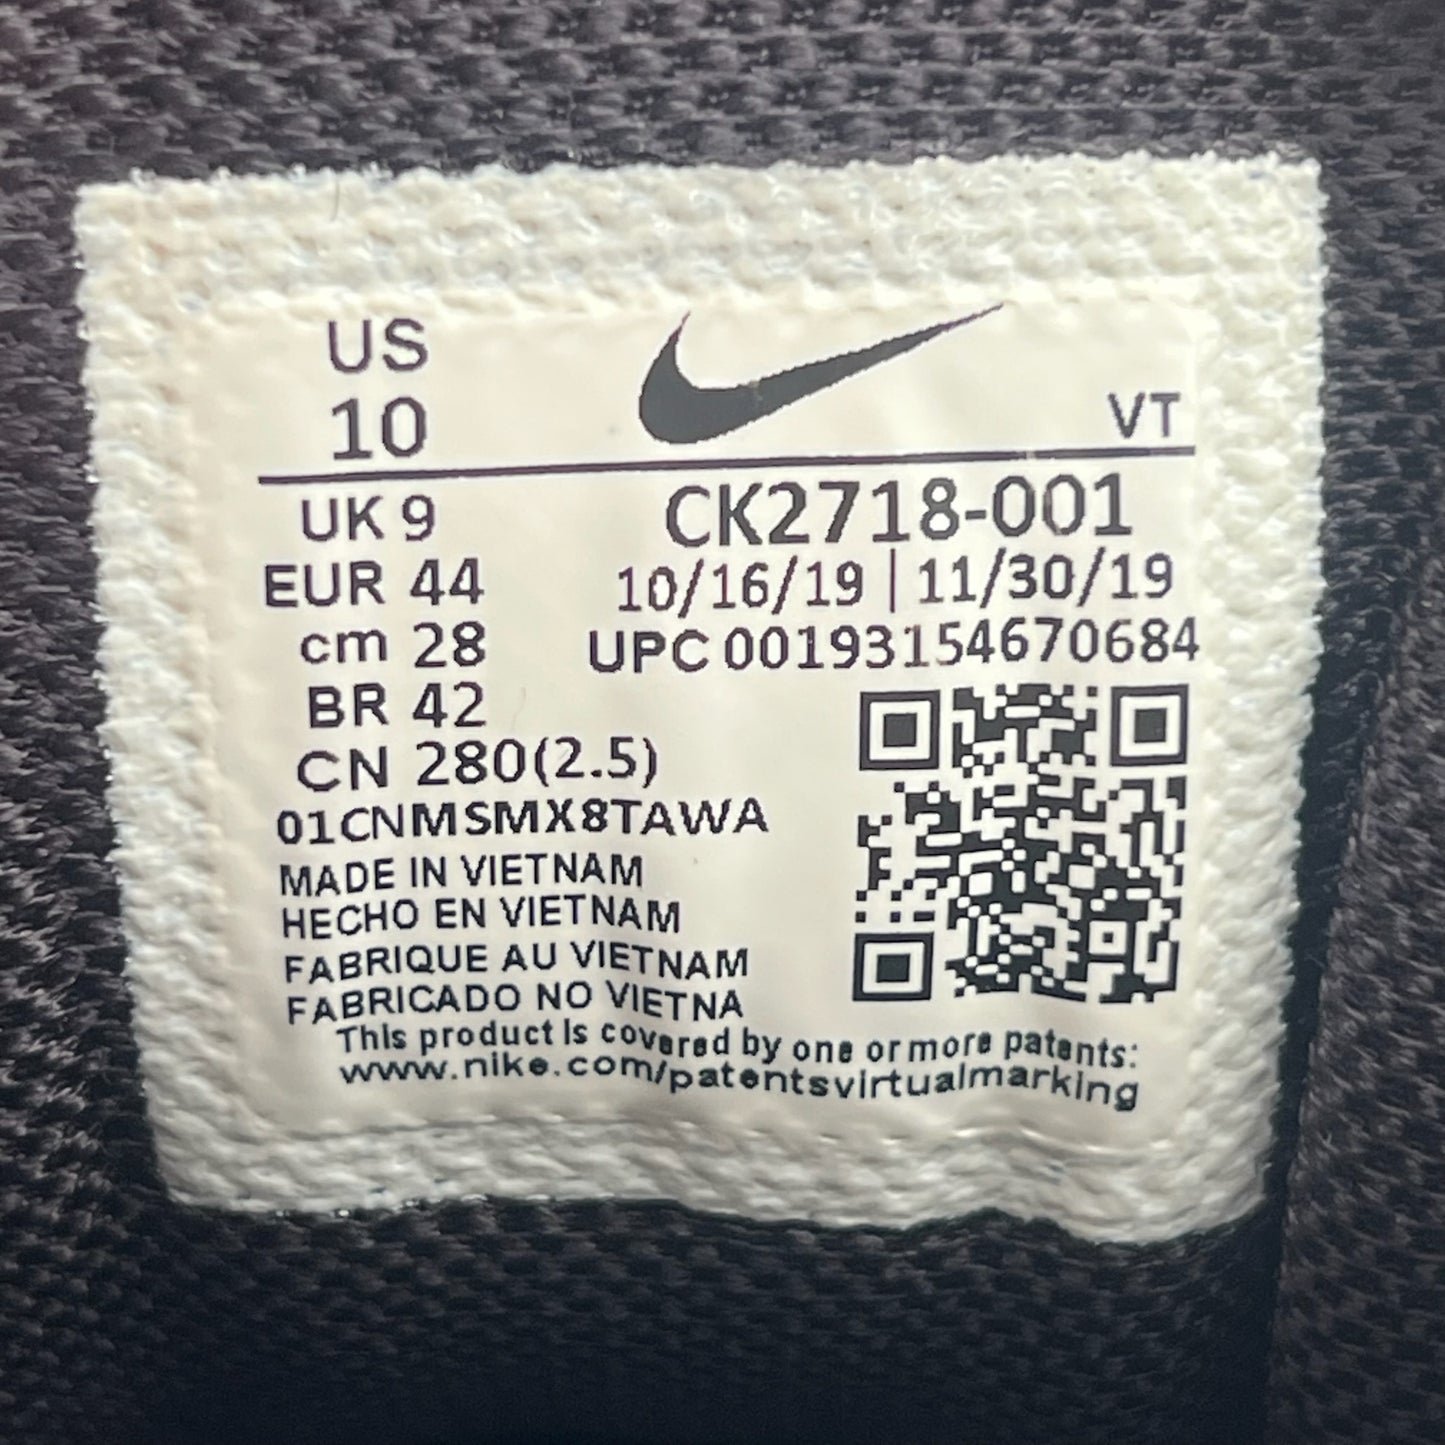 US
10
VT
UK 9
CK2718-001
EUR 44
10/16/19 | 11/30/19
cm 28
UPC 00193154670684
BR 42
CN 280(2.5)
01CNMSMX8TAWA
MADE IN VIETNAM
HECHO EN VIETNAM
FABRIQUE AU VIETNAM
FABRICADO NO VIETNA
This product is covered by one or more patents:
www.nike.com/patentsvirtualmarking